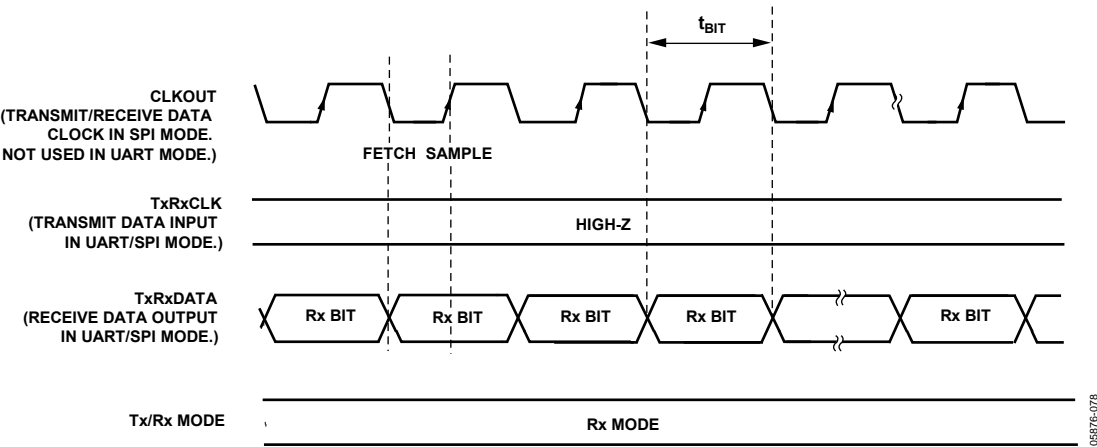 tBIT
CLKOUT
(TRANSMIT/RECEIVE DATA
CLOCK IN SPI MODE.
NOT USED IN UART MODE.)
FETCH SAMPLE
TxRxCLK
(TRANSMIT DATA INPUT
IN UART/SPI MODE.)
HIGH-Z
TxRxDATA
(RECEIVE DATA OUTPUT
IN UART/SPI MODE.)
Rx BIT
Rx BIT
Rx BIT
Rx BIT
Rx BIT
Tx/Rx MODE
Rx MODE
05876-078